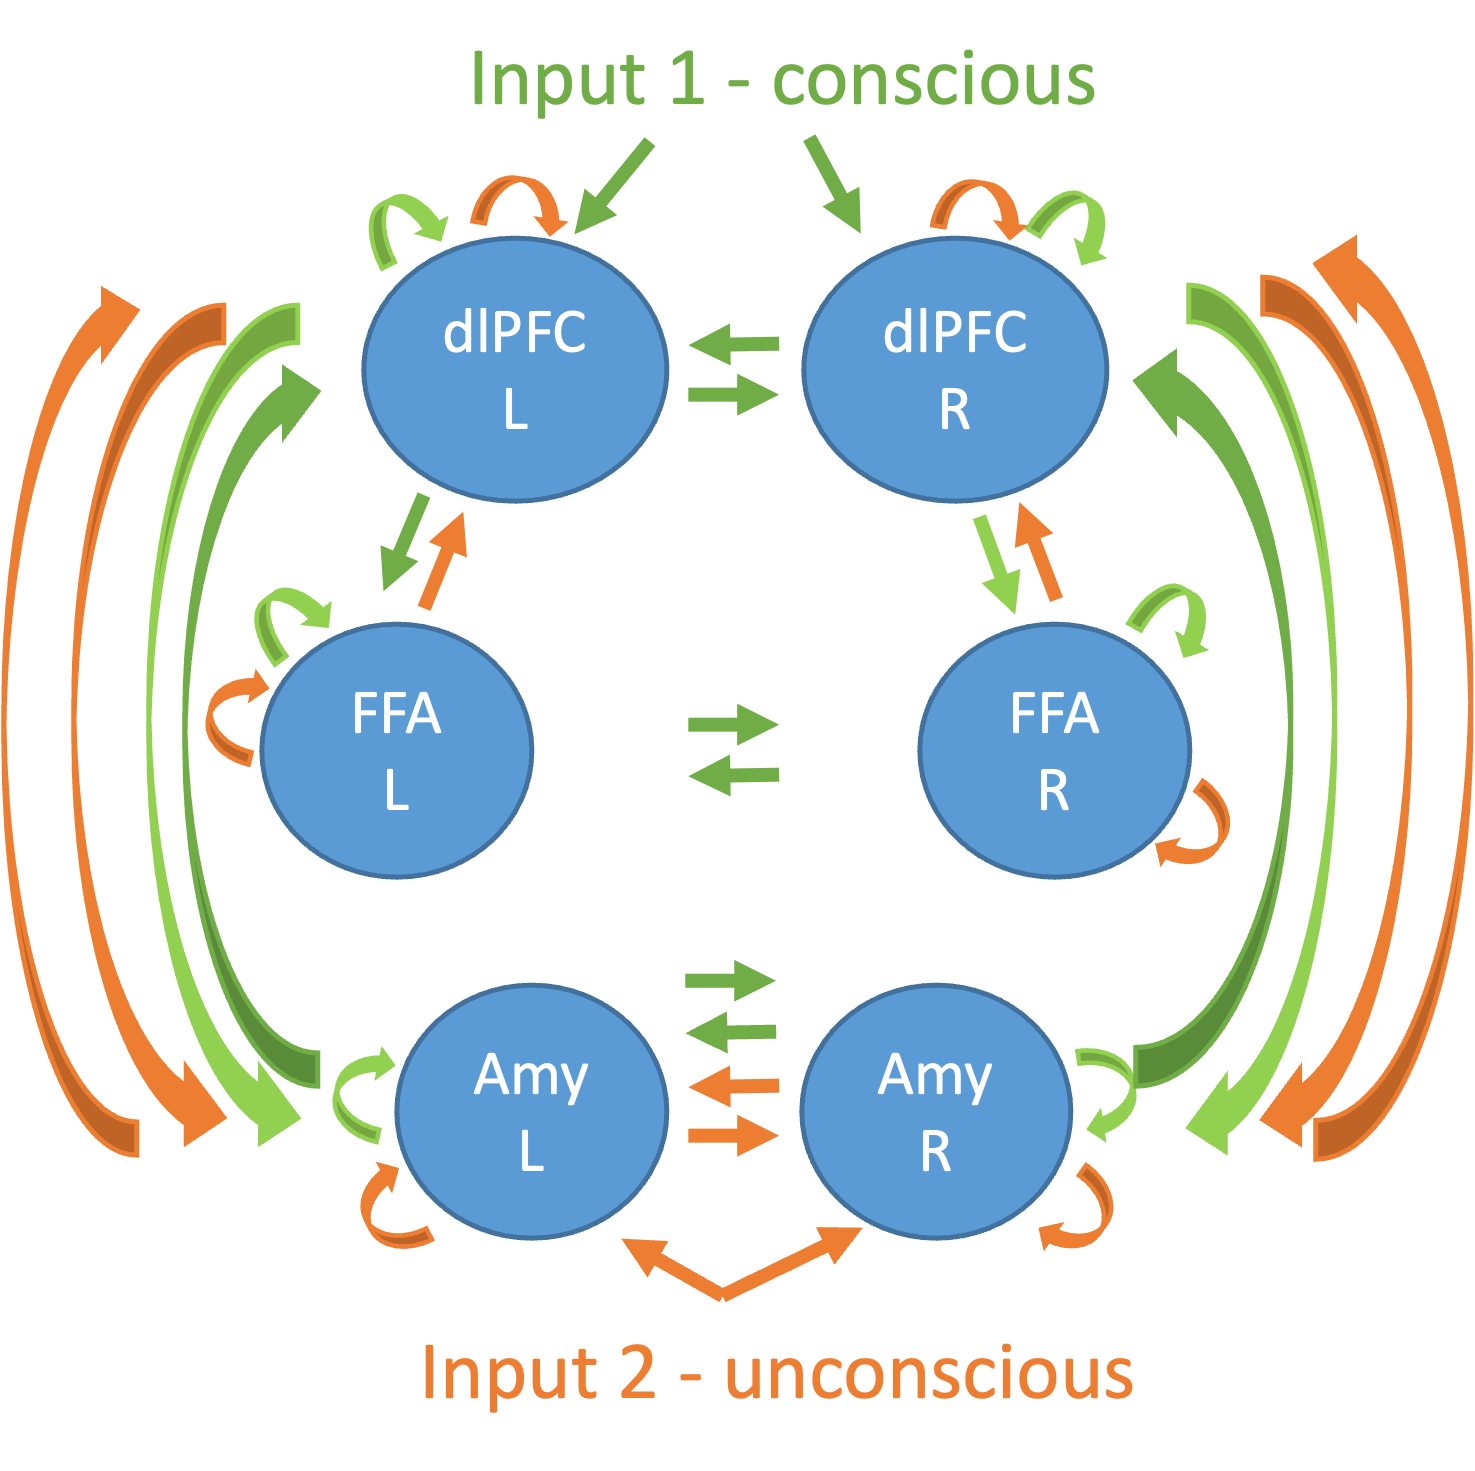 Input 1 - conscious
dlPFC
L
dlPFC
R
FFA
L
FFA
R
Amy
L
Amy
R
Input 2 - unconscious